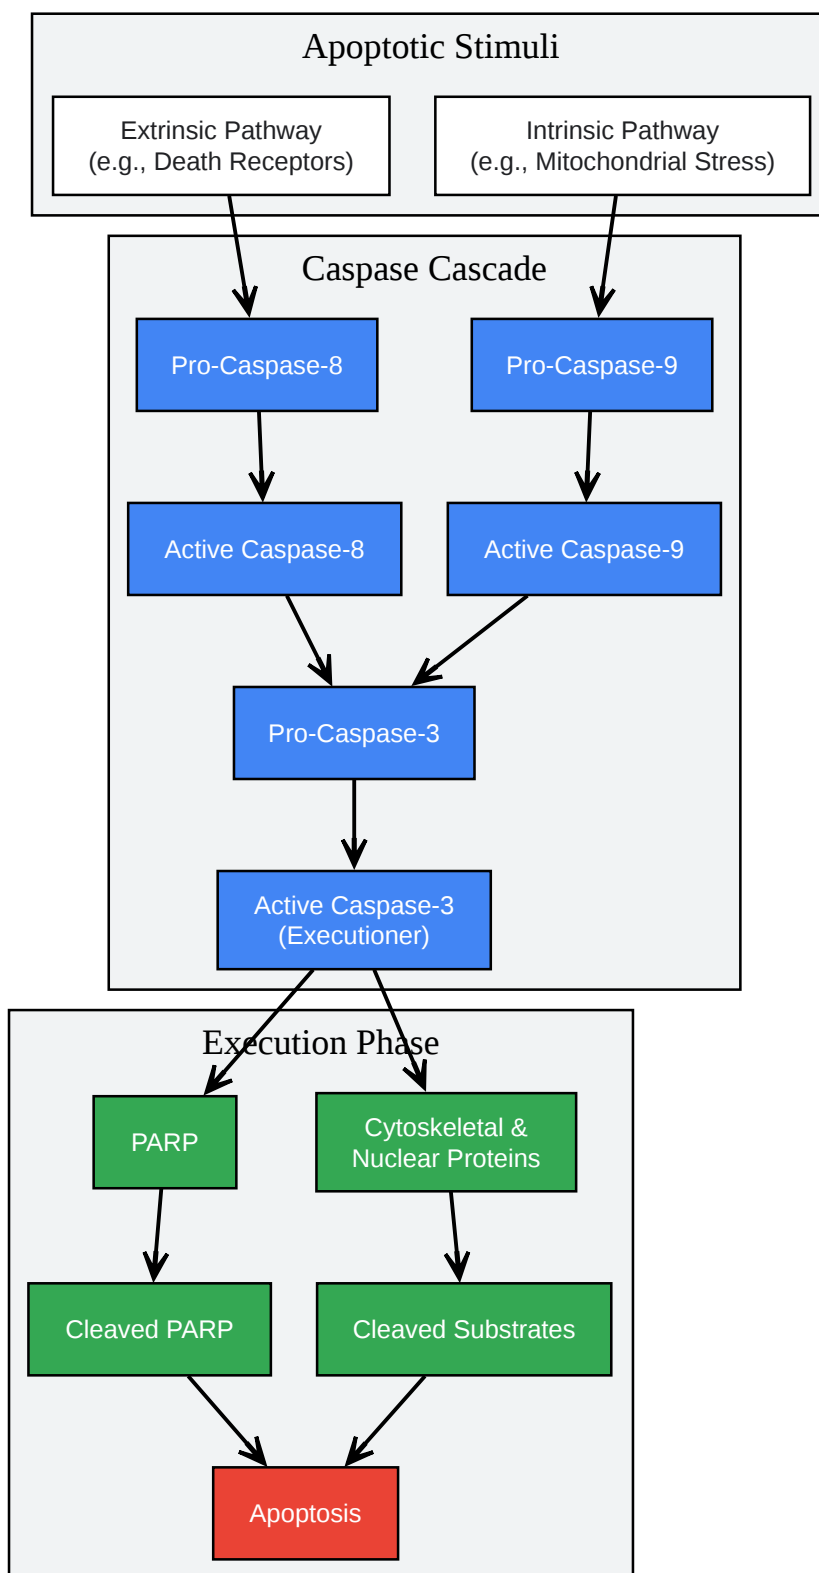 Apoptotic Stimuli
Extrinsic Pathway
(e.g., Death Receptors)
Intrinsic Pathway
(e.g., Mitochondrial Stress)
Caspase Cascade
Pro-Caspase-8
Pro-Caspase-9
Active Caspase-8
Active Caspase-9
Pro-Caspase-3
Active Caspase-3
(Executioner)
Execution Phase
PARP
Cytoskeletal &
Nuclear Proteins
Cleaved PARP
Cleaved Substrates
Apoptosis